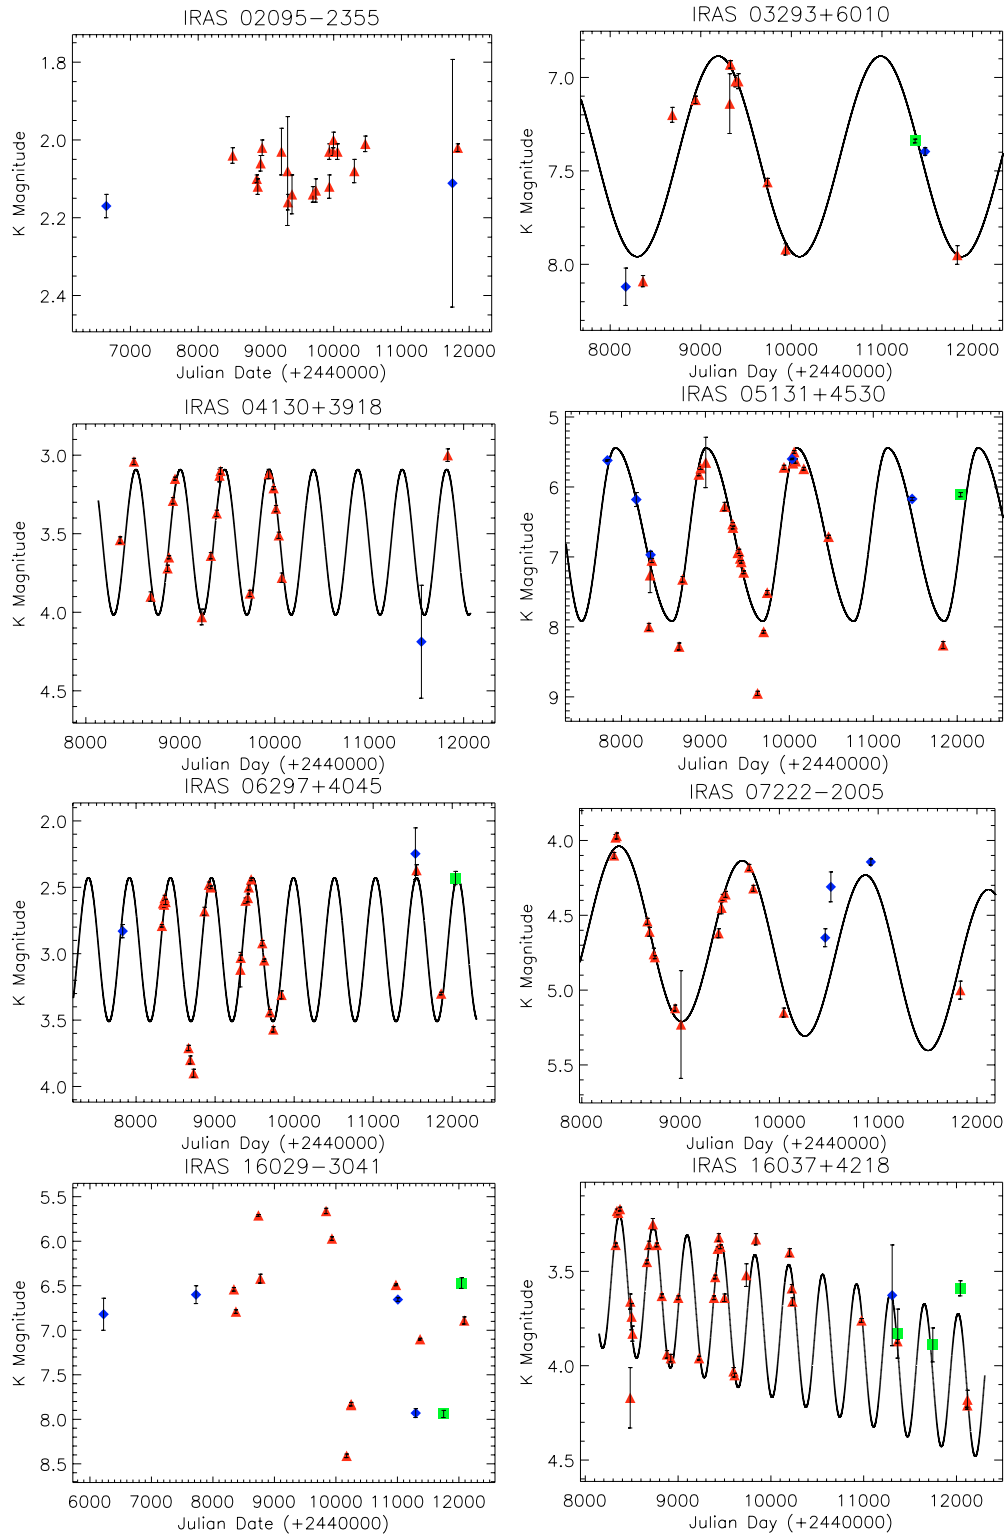 IRAS 02095−2355
K Magnitude
1.8
2.0
2.2
2.4
7000 8000 9000 10000 11000 12000
Julian Date (+2440000)
IRAS 03293+6010
K Magnitude
7.0
7.5
8.0
8000 9000 10000 11000 12000
Julian Day (+2440000)
IRAS 04130+3918
K Magnitude
3.0
3.5
4.0
4.5
8000 9000 10000 11000 12000
Julian Day (+2440000)
IRAS 05131+4530
K Magnitude
5
6
7
8
9
8000 9000 10000 11000 12000
Julian Day (+2440000)
IRAS 06297+4045
K Magnitude
2.0
2.5
3.0
3.5
4.0
8000 9000 10000 11000 12000
Julian Day (+2440000)
IRAS 07222−2005
K Magnitude
4.0
4.5
5.0
5.5
8000 9000 10000 11000 12000
Julian Day (+2440000)
IRAS 16029−3041
K Magnitude
5.5
6.0
6.5
7.0
7.5
8.0
8.5
6000 7000 8000 9000 10000 11000 12000
Julian Date (+2440000)
IRAS 16037+4218
K Magnitude
3.5
4.0
4.5
8000 9000 10000 11000 12000
Julian Day (+2440000)